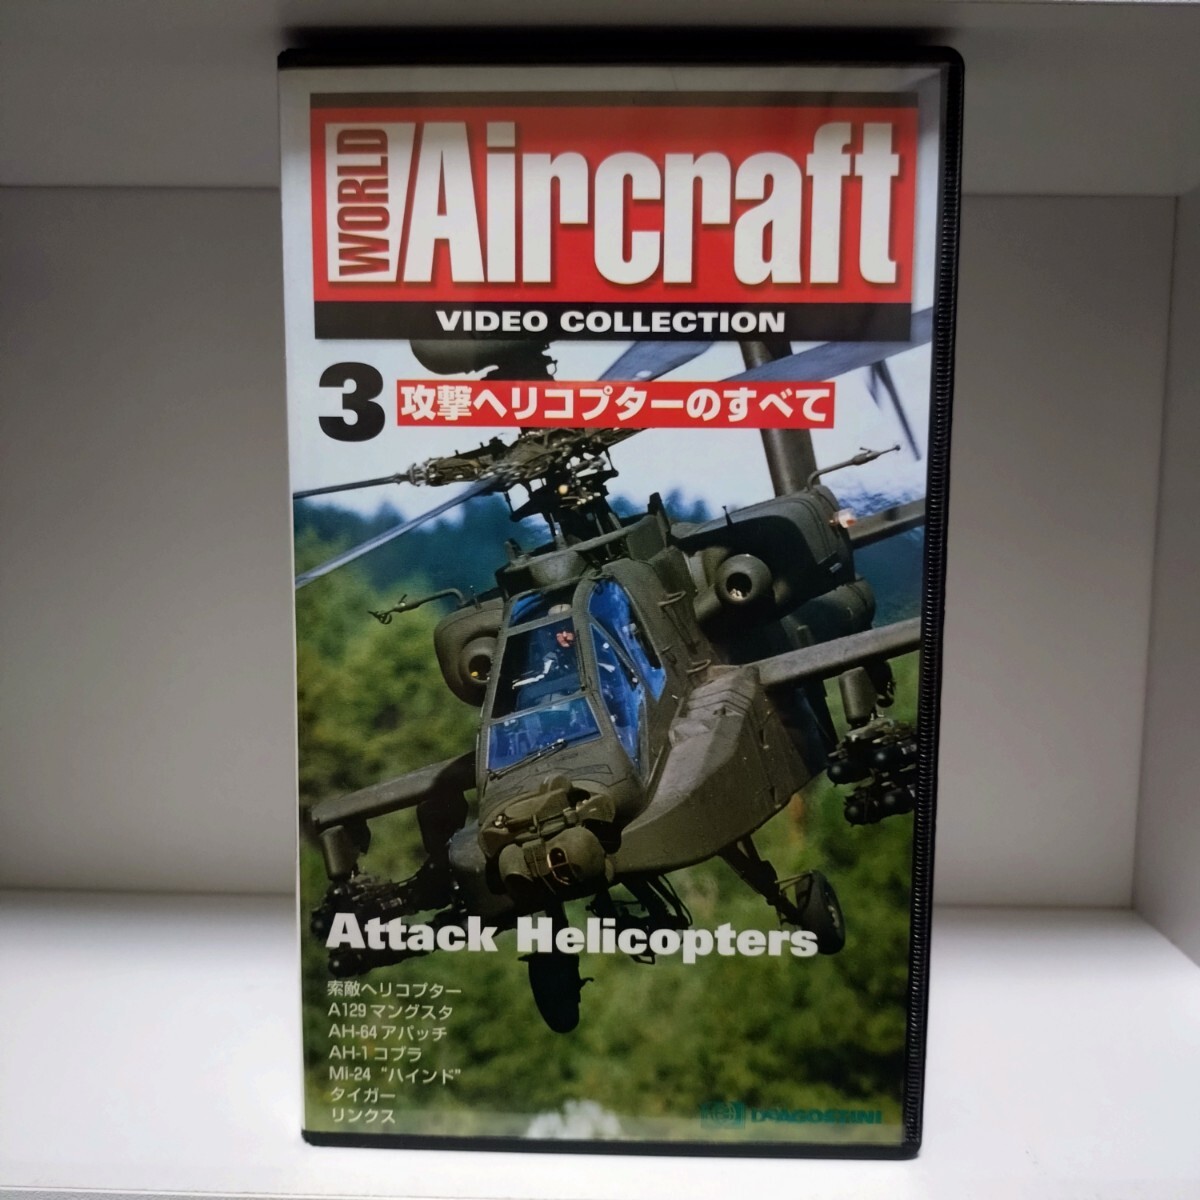 WORLD Aircraft
VIDEO COLLECTION
3 攻撃ヘリコプターのすべて
Attack Helicopters
索敵ヘリコプター
A129 マングスタ
AH-64 アパッチ
AH-1 コブラ
Mi-24 “ハインド”
タイガー
リンクス
DEAGOSTINI